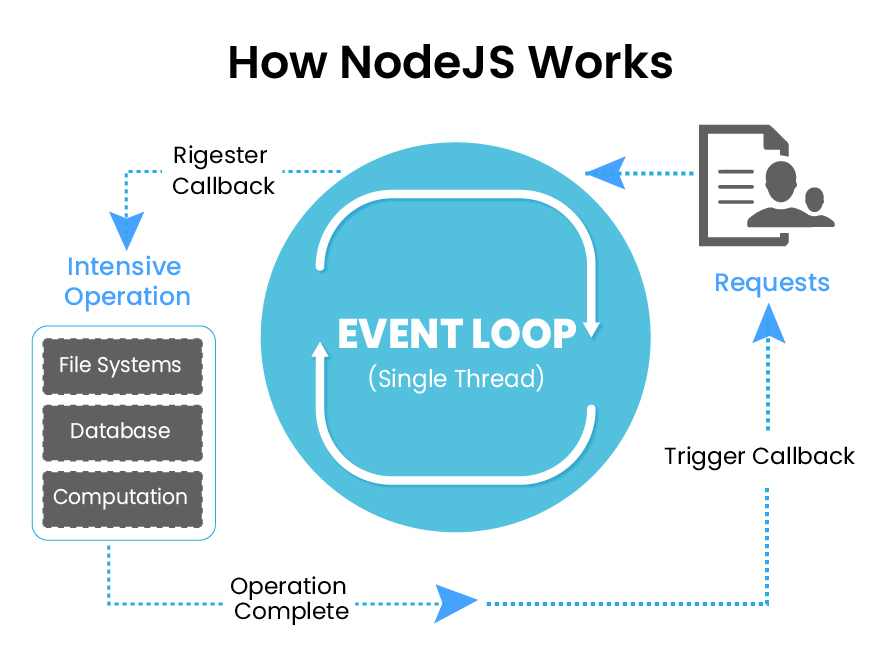 How NodeJS Works
Rigester
Callback
Intensive
Operation
File Systems
Database
Computation
EVENT LOOP
(Single Thread)
Requests
Trigger Callback
Operation
Complete